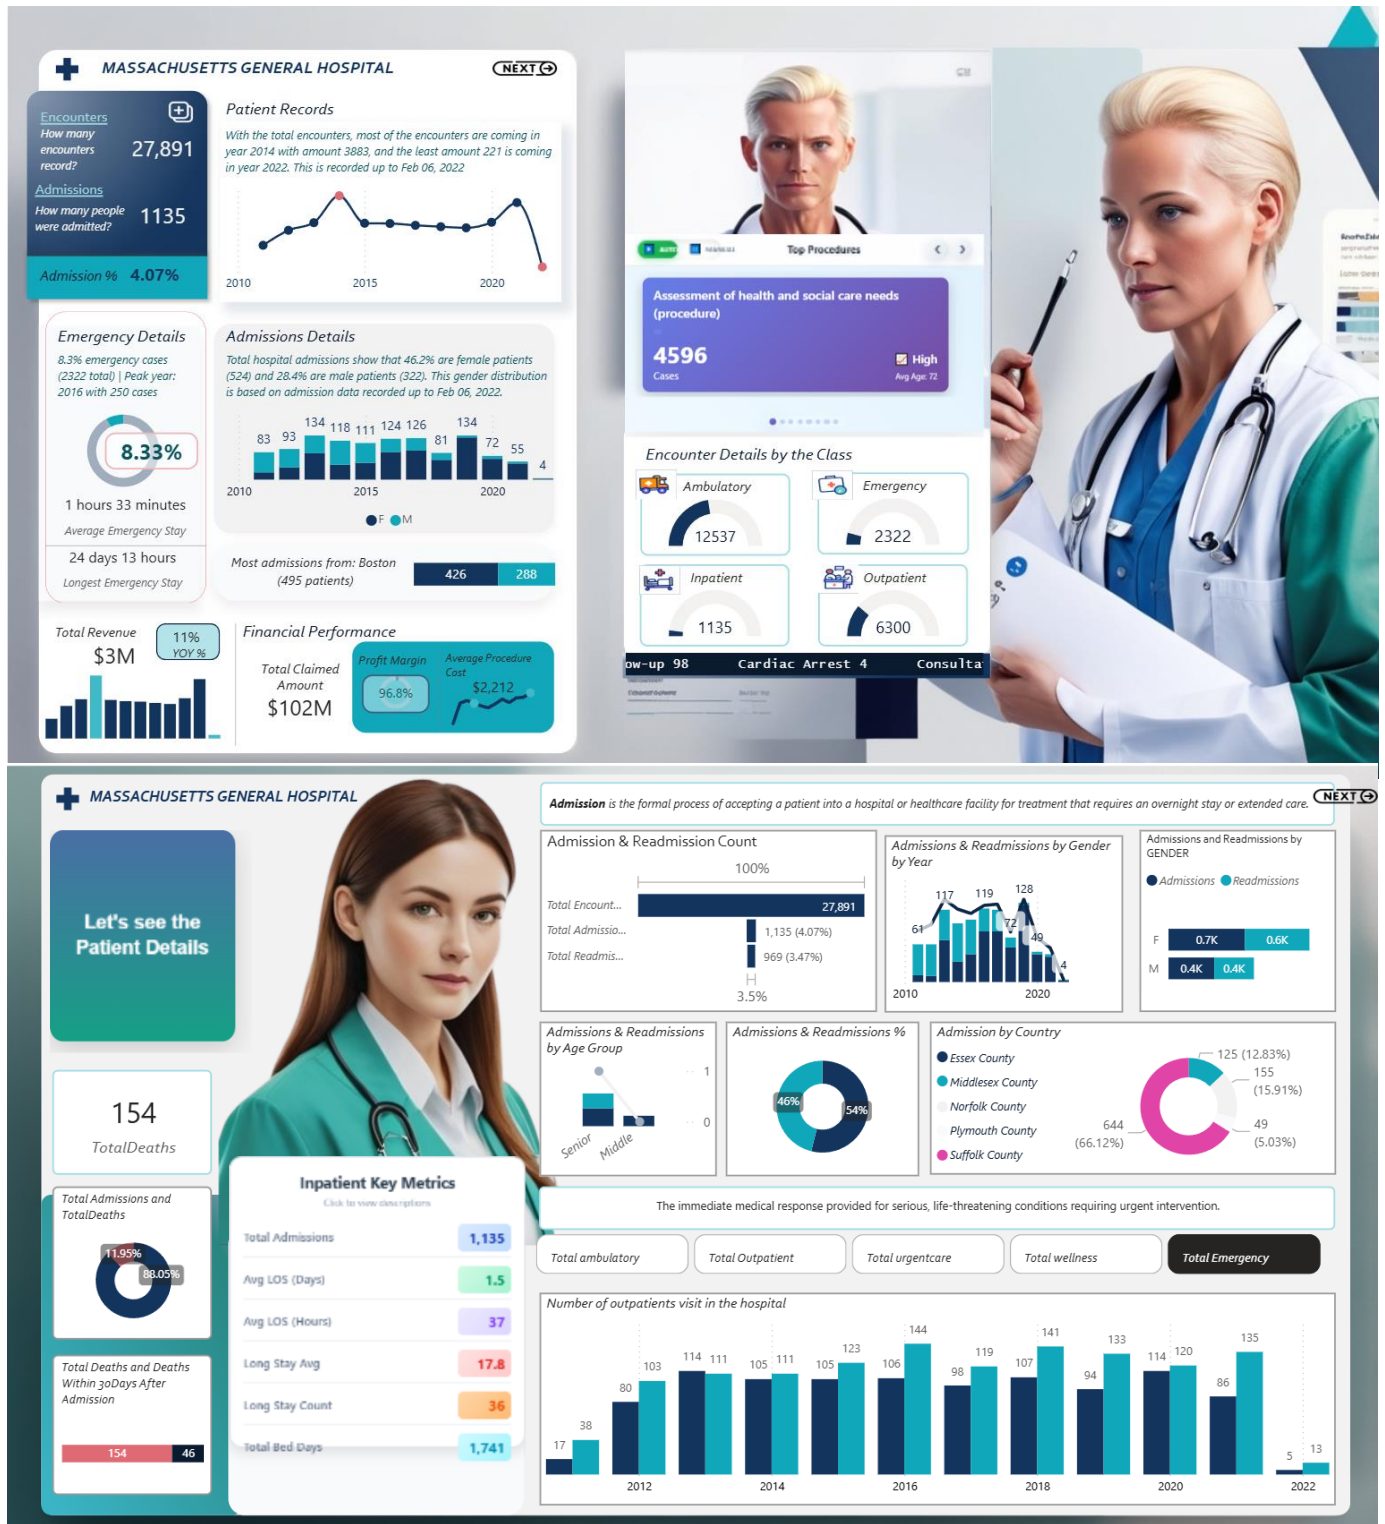 MASSACHUSETTS GENERAL HOSPITAL
NEXT
Encounters
How many
encounters
record?
27,891
Admissions
How many people
were admitted?
1135
Admission % 4.07%
Patient Records
With the total encounters, most of the encounters are coming in
year 2014 with amount 3883, and the least amount 221 is coming
in year 2022. This is recorded up to Feb 06, 2022
2010 2015 2020
Emergency Details
8.3% emergency cases
(2322 total) | Peak year:
2016 with 250 cases
8.33%
1 hours 33 minutes
Average Emergency Stay
24 days 13 hours
Longest Emergency Stay
Admissions Details
Total hospital admissions show that 46.2% are female patients
(524) and 28.4% are male patients (322). This gender distribution
is based on admission data recorded up to Feb 06, 2022.
83 93 134 118 111 124 126 81 134 72 55 4
2010 2015 2020
F M
Most admissions from: Boston
(495 patients)
426 288
Total Revenue
$3M
11%
YOY %
Financial Performance
Total Claimed
Amount
$102M
Profit Margin
96.8%
Average Procedure
Cost
$2,212
Top Procedures
Assessment of health and social care needs
(procedure)
4596
Cases
High
Avg Age: 72
Encounter Details by the Class
Ambulatory
12537
Emergency
2322
Inpatient
1135
Outpatient
6300
ow-up 98 Cardiac Arrest 4 Consulta
MASSACHUSETTS GENERAL HOSPITAL
Admission is the formal process of accepting a patient into a hospital or healthcare facility for treatment that requires an overnight stay or extended care.
NEXT
Let's see the
Patient Details
154
TotalDeaths
Total Admissions and
TotalDeaths
11.95%
88.05%
Total Deaths and Deaths
Within 30Days After
Admission
154 46
Inpatient Key Metrics
Click to view descriptions
Total Admissions 1,135
Avg LOS (Days) 1.5
Avg LOS (Hours) 37
Long Stay Avg 17.8
Long Stay Count 36
Total Bed Days 1,741
Admission & Readmission Count
100%
Total Encount... 27,891
Total Admissio... 1,135 (4.07%)
Total Readmis... 969 (3.47%)
3.5%
Admissions & Readmissions by Gender
by Year
61 117 119 128 72 49 4
2010 2020
Admissions and Readmissions by
GENDER
Admissions Readmissions
F 0.7K 0.6K
M 0.4K 0.4K
Admissions & Readmissions
by Age Group
1
0
Senior Middle
Admissions & Readmissions %
46%
54%
Admission by Country
Essex County
Middlesex County
Norfolk County
Plymouth County
Suffolk County
125 (12.83%)
155
(15.91%)
49
(5.03%)
644
(66.12%)
The immediate medical response provided for serious, life-threatening conditions requiring urgent intervention.
Total ambulatory
Total Outpatient
Total urgentcare
Total wellness
Total Emergency
Number of outpatients visit in the hospital
17 38 80 103 114 111 105 111 105 123 106 144 98 119 107 141 94 133 114 120 86 135 5 13
2012 2014 2016 2018 2020 2022